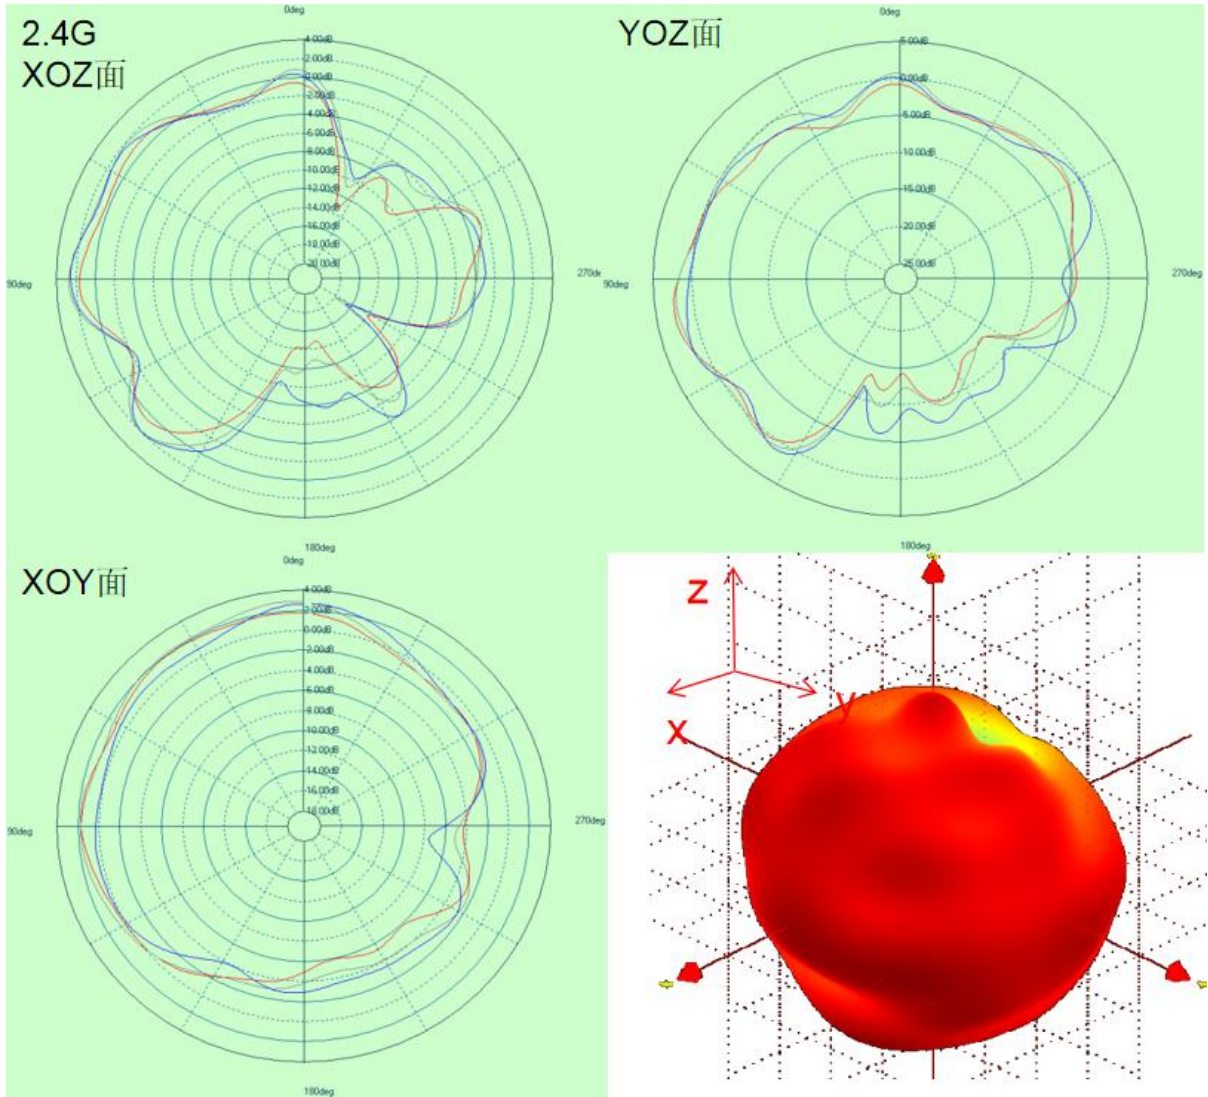 2.4G
XOZ面
0deg
4.00dB
2.00dB
0.00dB
2.00dB
4.00dB
6.00dB
8.00dB
10.00dB
12.00dB
14.00dB
16.00dB
18.00dB
20.00dB
90deg
270de
180deg
YOZ面
0deg
5.00dB
0.00dB
5.00dB
10.00dB
15.00dB
20.00dB
25.00dB
90deg
270deg
180deg
XOY面
0deg
4.00dB
2.00dB
0.00dB
2.00dB
4.00dB
6.00dB
8.00dB
10.00dB
12.00dB
14.00dB
16.00dB
18.00dB
90deg
270deg
180deg
z
y
x